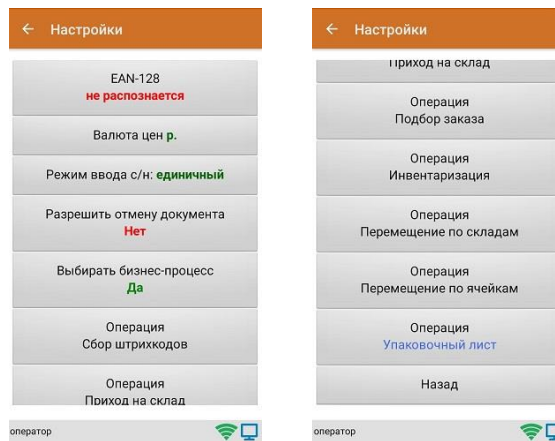 ← Настройки
EAN-128
не распознается
Валюта цен р.
Режим ввода с/н: единичный
Разрешить отмену документа
Нет
Выбирать бизнес-процесс
Да
Операция
Сбор штрихкодов
Операция
Приход на склад
оператор
← Настройки
Приход на склад
Операция
Подбор заказа
Операция
Инвентаризация
Операция
Перемещение по складам
Операция
Перемещение по ячейкам
Операция
Упаковочный лист
Назад
оператор